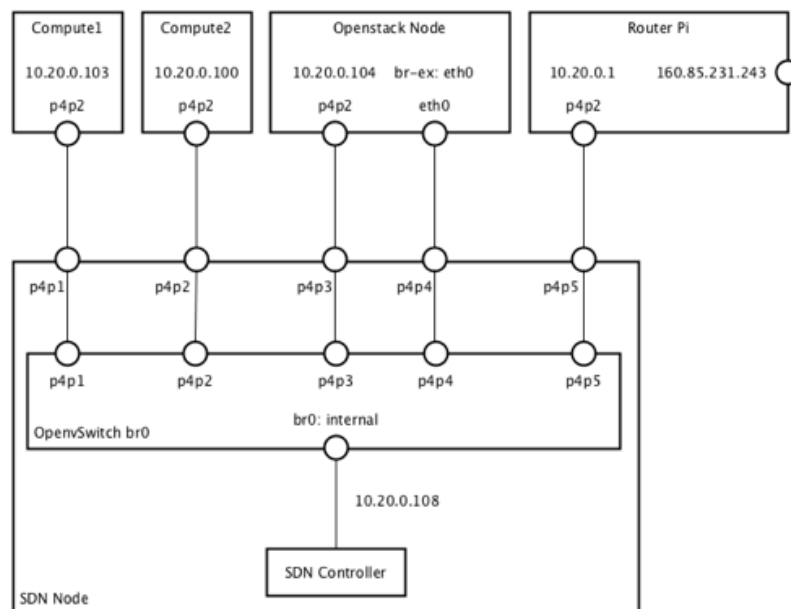 Compute1
Compute2
Openstack Node
Router Pi
10.20.0.103
10.20.0.100
10.20.0.104
br-ex: eth0
10.20.0.1
160.85.231.243
p4p2
p4p2
p4p2
eth0
p4p2
p4p1
p4p2
p4p3
p4p4
p4p5
p4p1
p4p2
p4p3
p4p4
p4p5
br0: internal
OpenvSwitch br0
10.20.0.108
SDN Controller
SDN Node